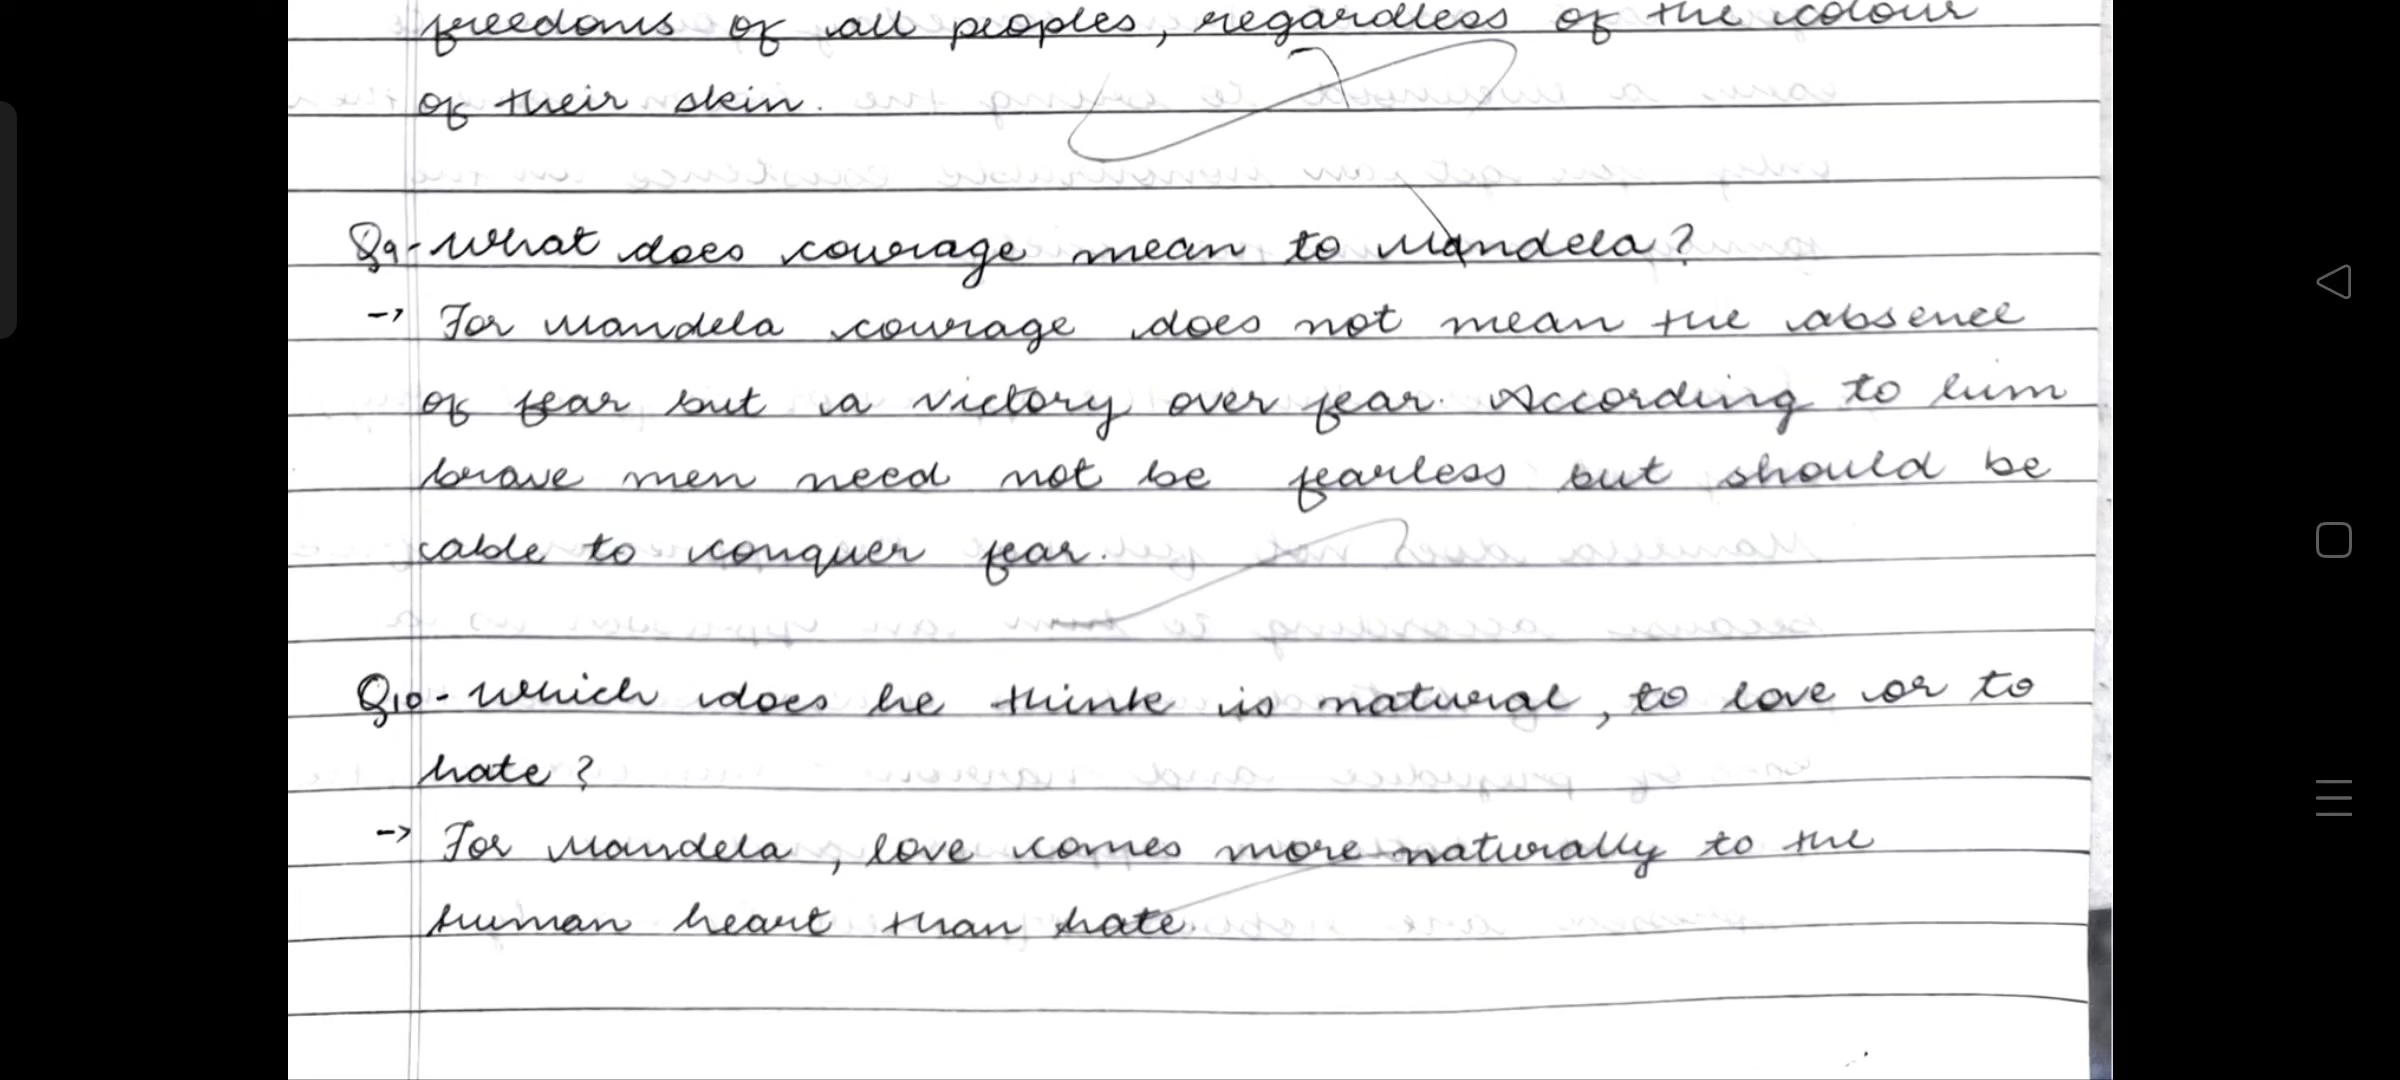 freedoms of all peoples, regardless of the colour
of their skin.
Q9- What does courage mean to Mandela?
-> For Mandela courage does not mean the absence
of fear but a victory over fear. According to him
brave men need not be fearless but should be
able to conquer fear.
Q10- Which does he think is natural, to love or to
hate?
-> For Mandela, love comes more naturally to the
human heart than hate.